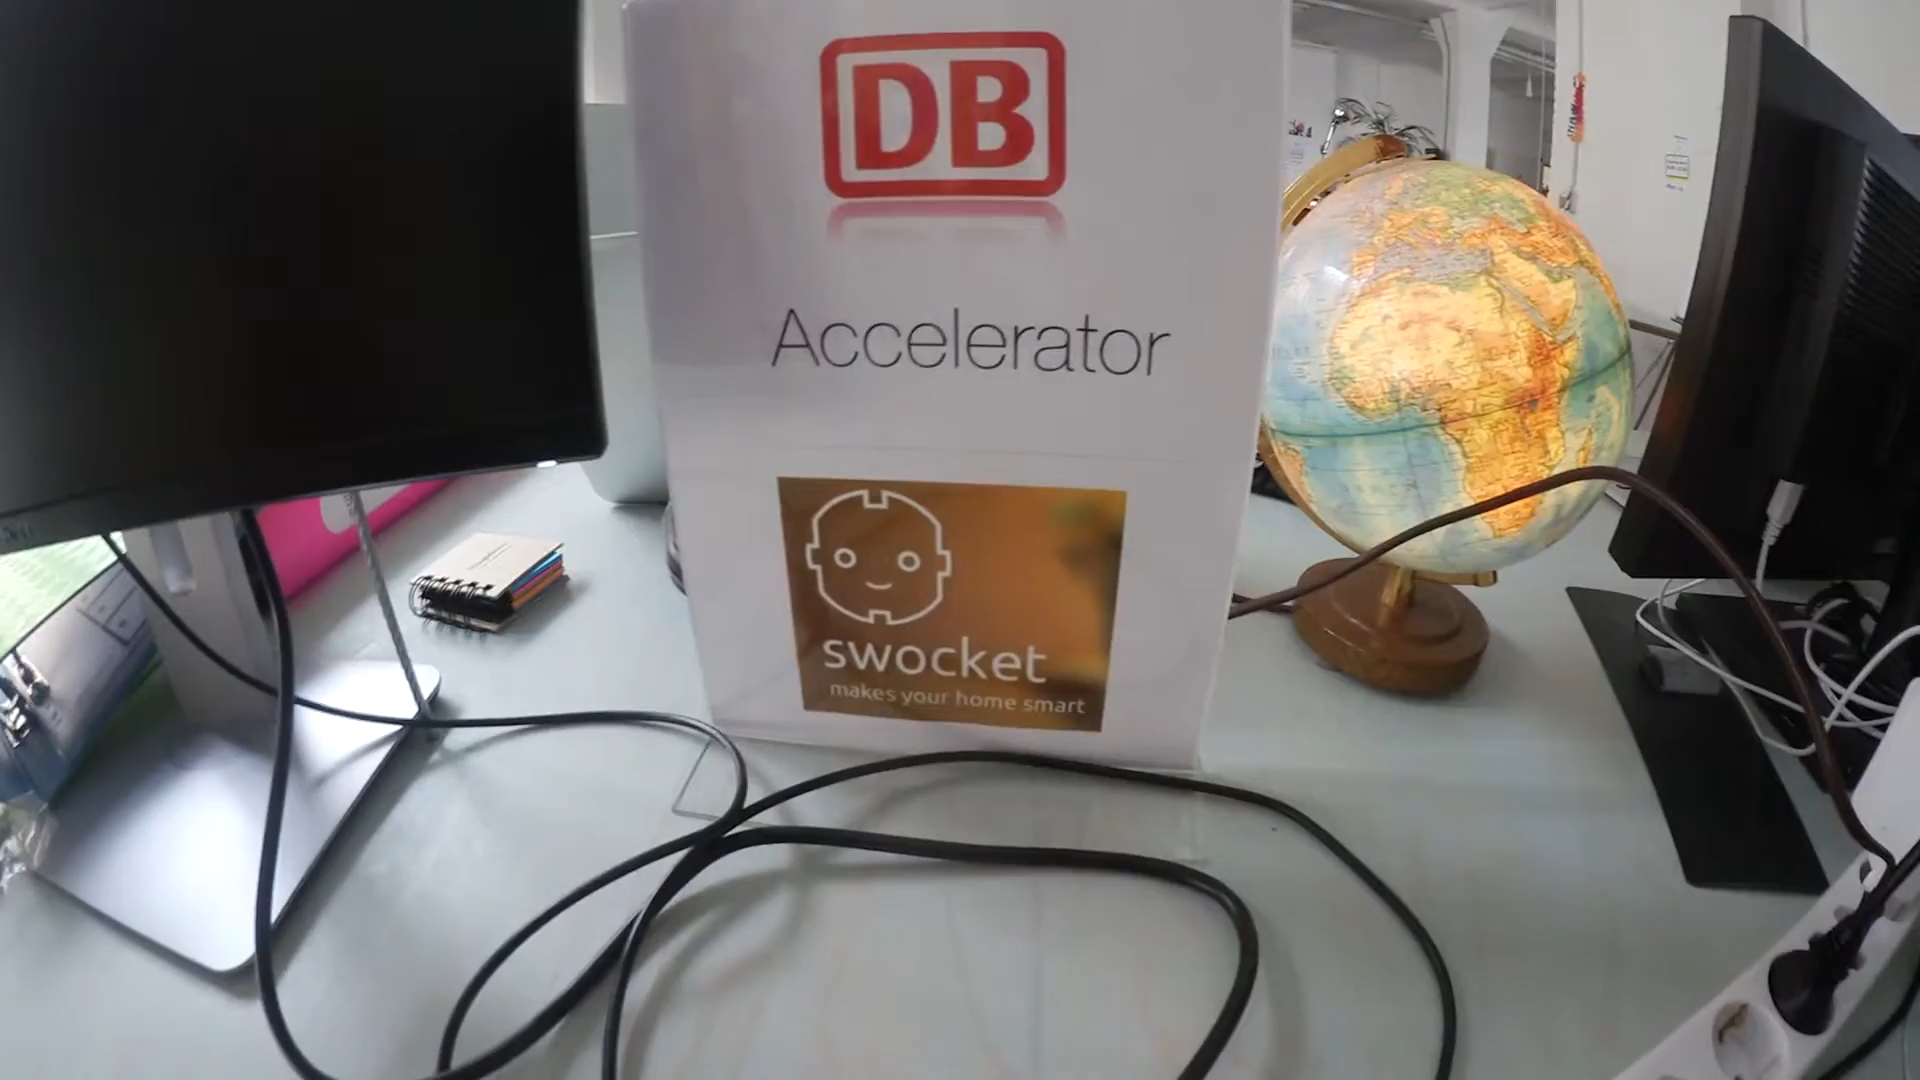 DB
Accelerator
swocket
makes your home smart